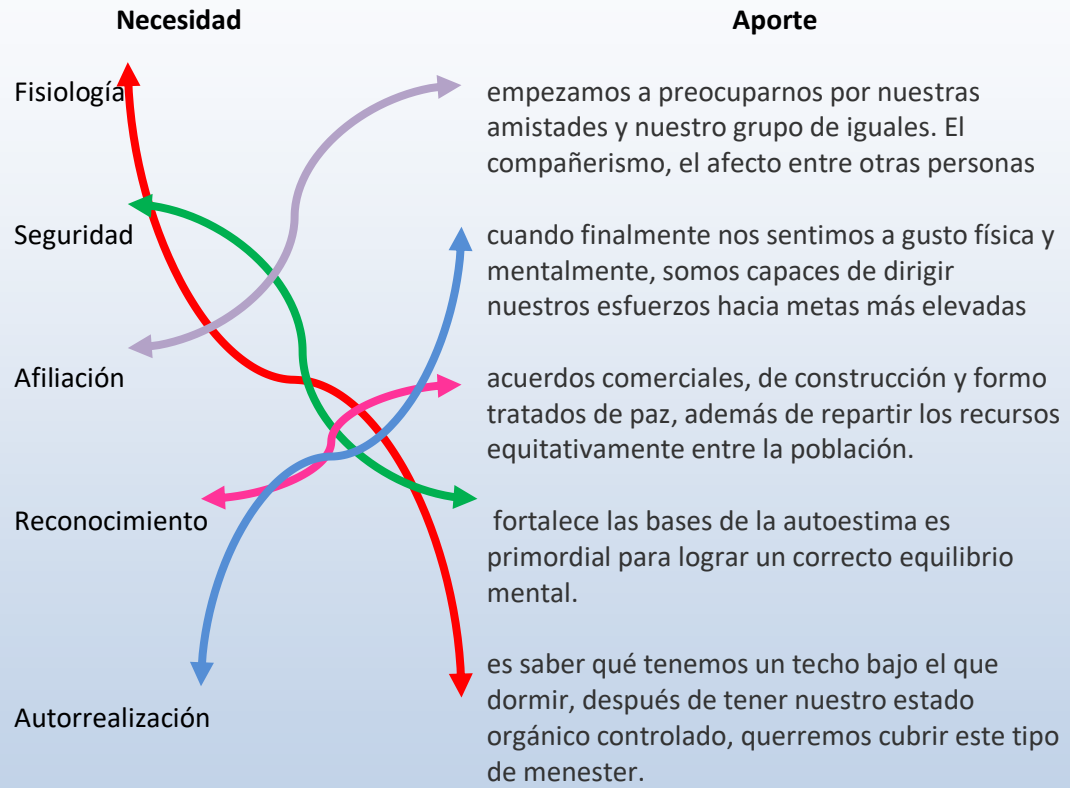 Necesidad Aporte
Fisiología
empezamos a preocuparnos por nuestras
amistades y nuestro grupo de iguales. El
compañerismo, el afecto entre otras personas
Seguridad
cuando finalmente nos sentimos a gusto física y
mentalmente, somos capaces de dirigir
nuestros esfuerzos hacia metas más elevadas
Afiliación
acuerdos comerciales, de construcción y formo
tratados de paz, además de repartir los recursos
equitativamente entre la población.
Reconocimiento
fortalece las bases de la autoestima es
primordial para lograr un correcto equilibrio
mental.
Autorrealización
es saber qué tenemos un techo bajo el que
dormir, después de tener nuestro estado
orgánico controlado, querremos cubrir este tipo
de menester.